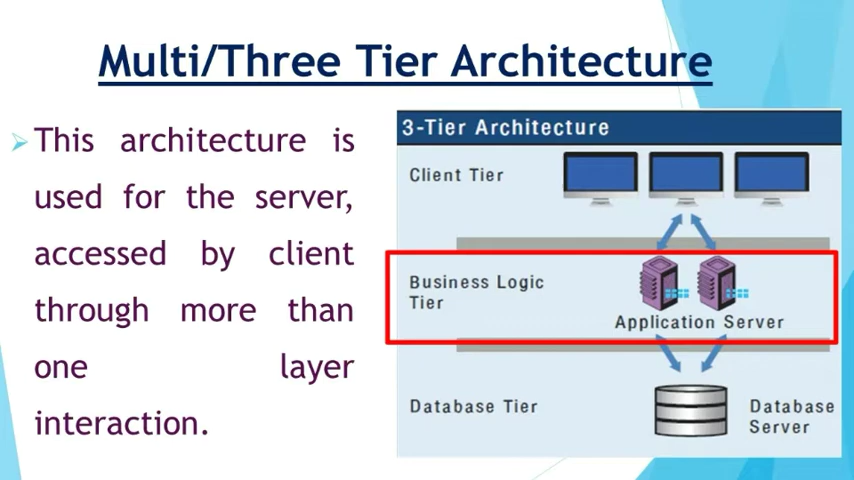 Multi/Three Tier Architecture
This architecture is
used for the server,
accessed by client
through more than
one layer
interaction.
3-Tier Architecture
Client Tier
Business Logic
Tier
Application Server
Database Tier
Database
Server